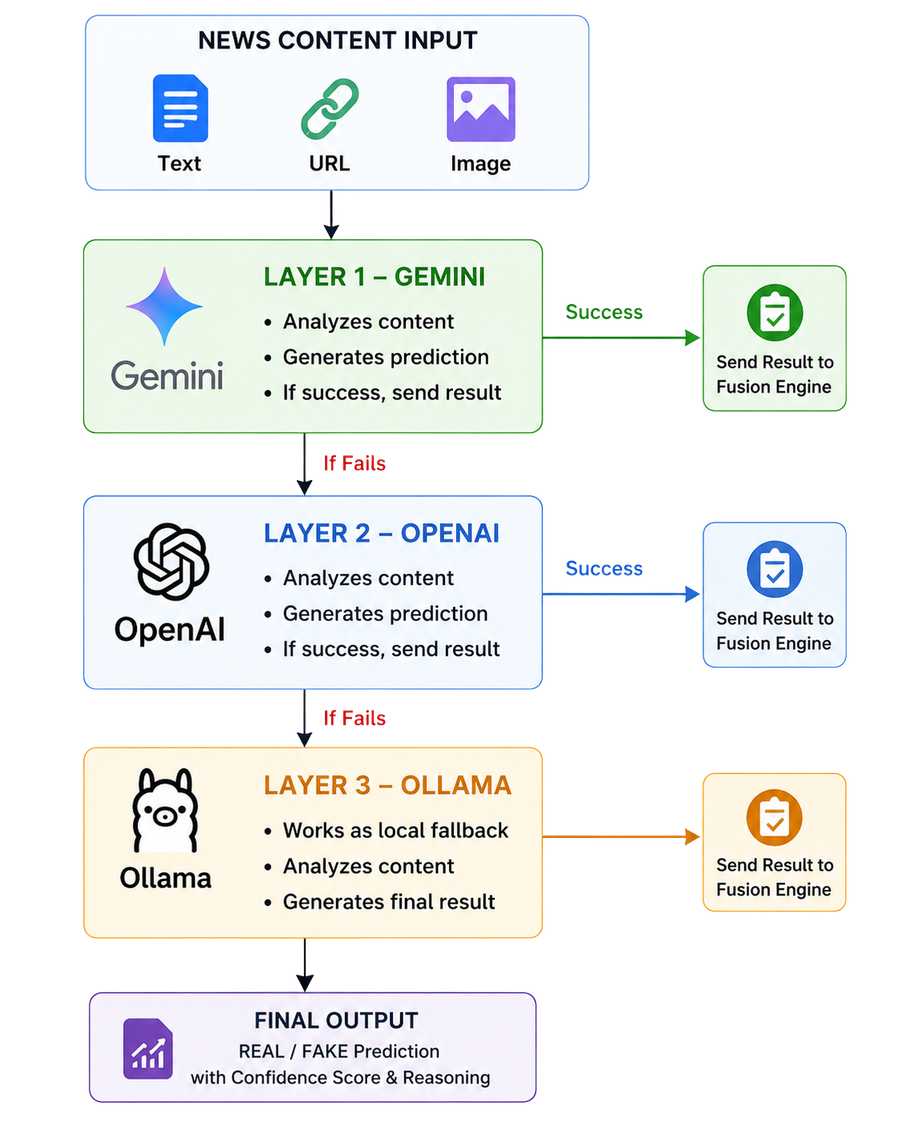 NEWS CONTENT INPUT
Text
URL
Image
Gemini
LAYER 1 – GEMINI
• Analyzes content
• Generates prediction
• If success, send result
Success
Send Result to
Fusion Engine
If Fails
OpenAI
LAYER 2 – OPENAI
• Analyzes content
• Generates prediction
• If success, send result
Success
Send Result to
Fusion Engine
If Fails
Ollama
LAYER 3 – OLLAMA
• Works as local fallback
• Analyzes content
• Generates final result
Send Result to
Fusion Engine
FINAL OUTPUT
REAL / FAKE Prediction
with Confidence Score & Reasoning